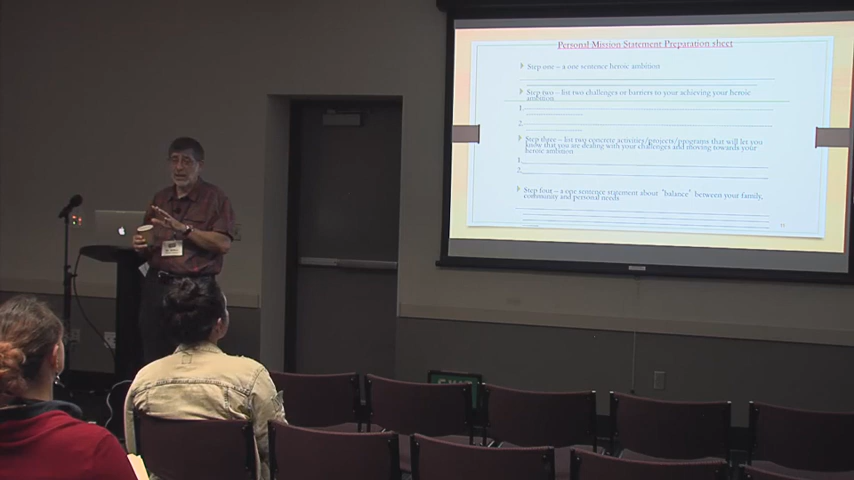 Personal Mission Statement Preparation sheet
Step one – a one sentence heroic ambition
Step two – list two challenges or barriers to your achieving your heroic
ambition
1.
2.
Step three – list two concrete activities/projects/programs that will let you
know that you are dealing with your challenges and moving towards your
heroic ambition
1.
2.
Step four – a one sentence statement about "balance" between your family,
community and personal needs